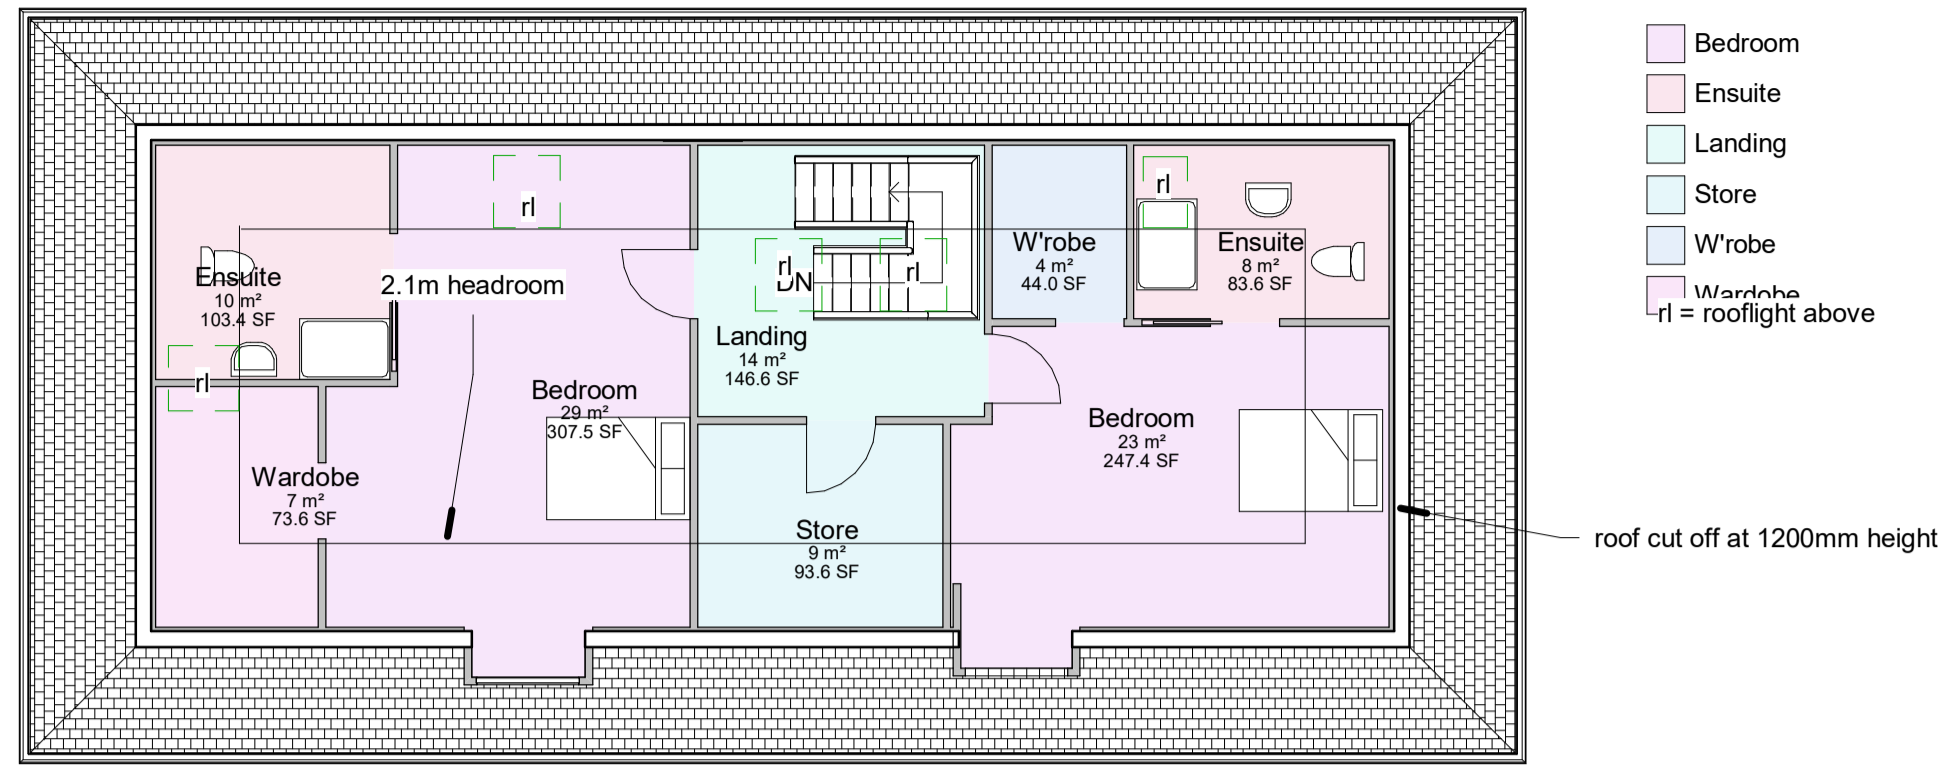 Bedroom
Ensuite
Landing
Store
W'robe
Wardobe
rl = rooflight above
rl
rl
rl
rl
DN
rl
W'robe
4 m²
44.0 SF
Ensuite
8 m²
83.6 SF
Ensuite
10 m²
103.4 SF
2.1m headroom
Landing
14 m²
146.6 SF
Bedroom
29 m²
307.5 SF
Bedroom
23 m²
247.4 SF
Wardobe
7 m²
73.6 SF
Store
9 m²
93.6 SF
roof cut off at 1200mm height